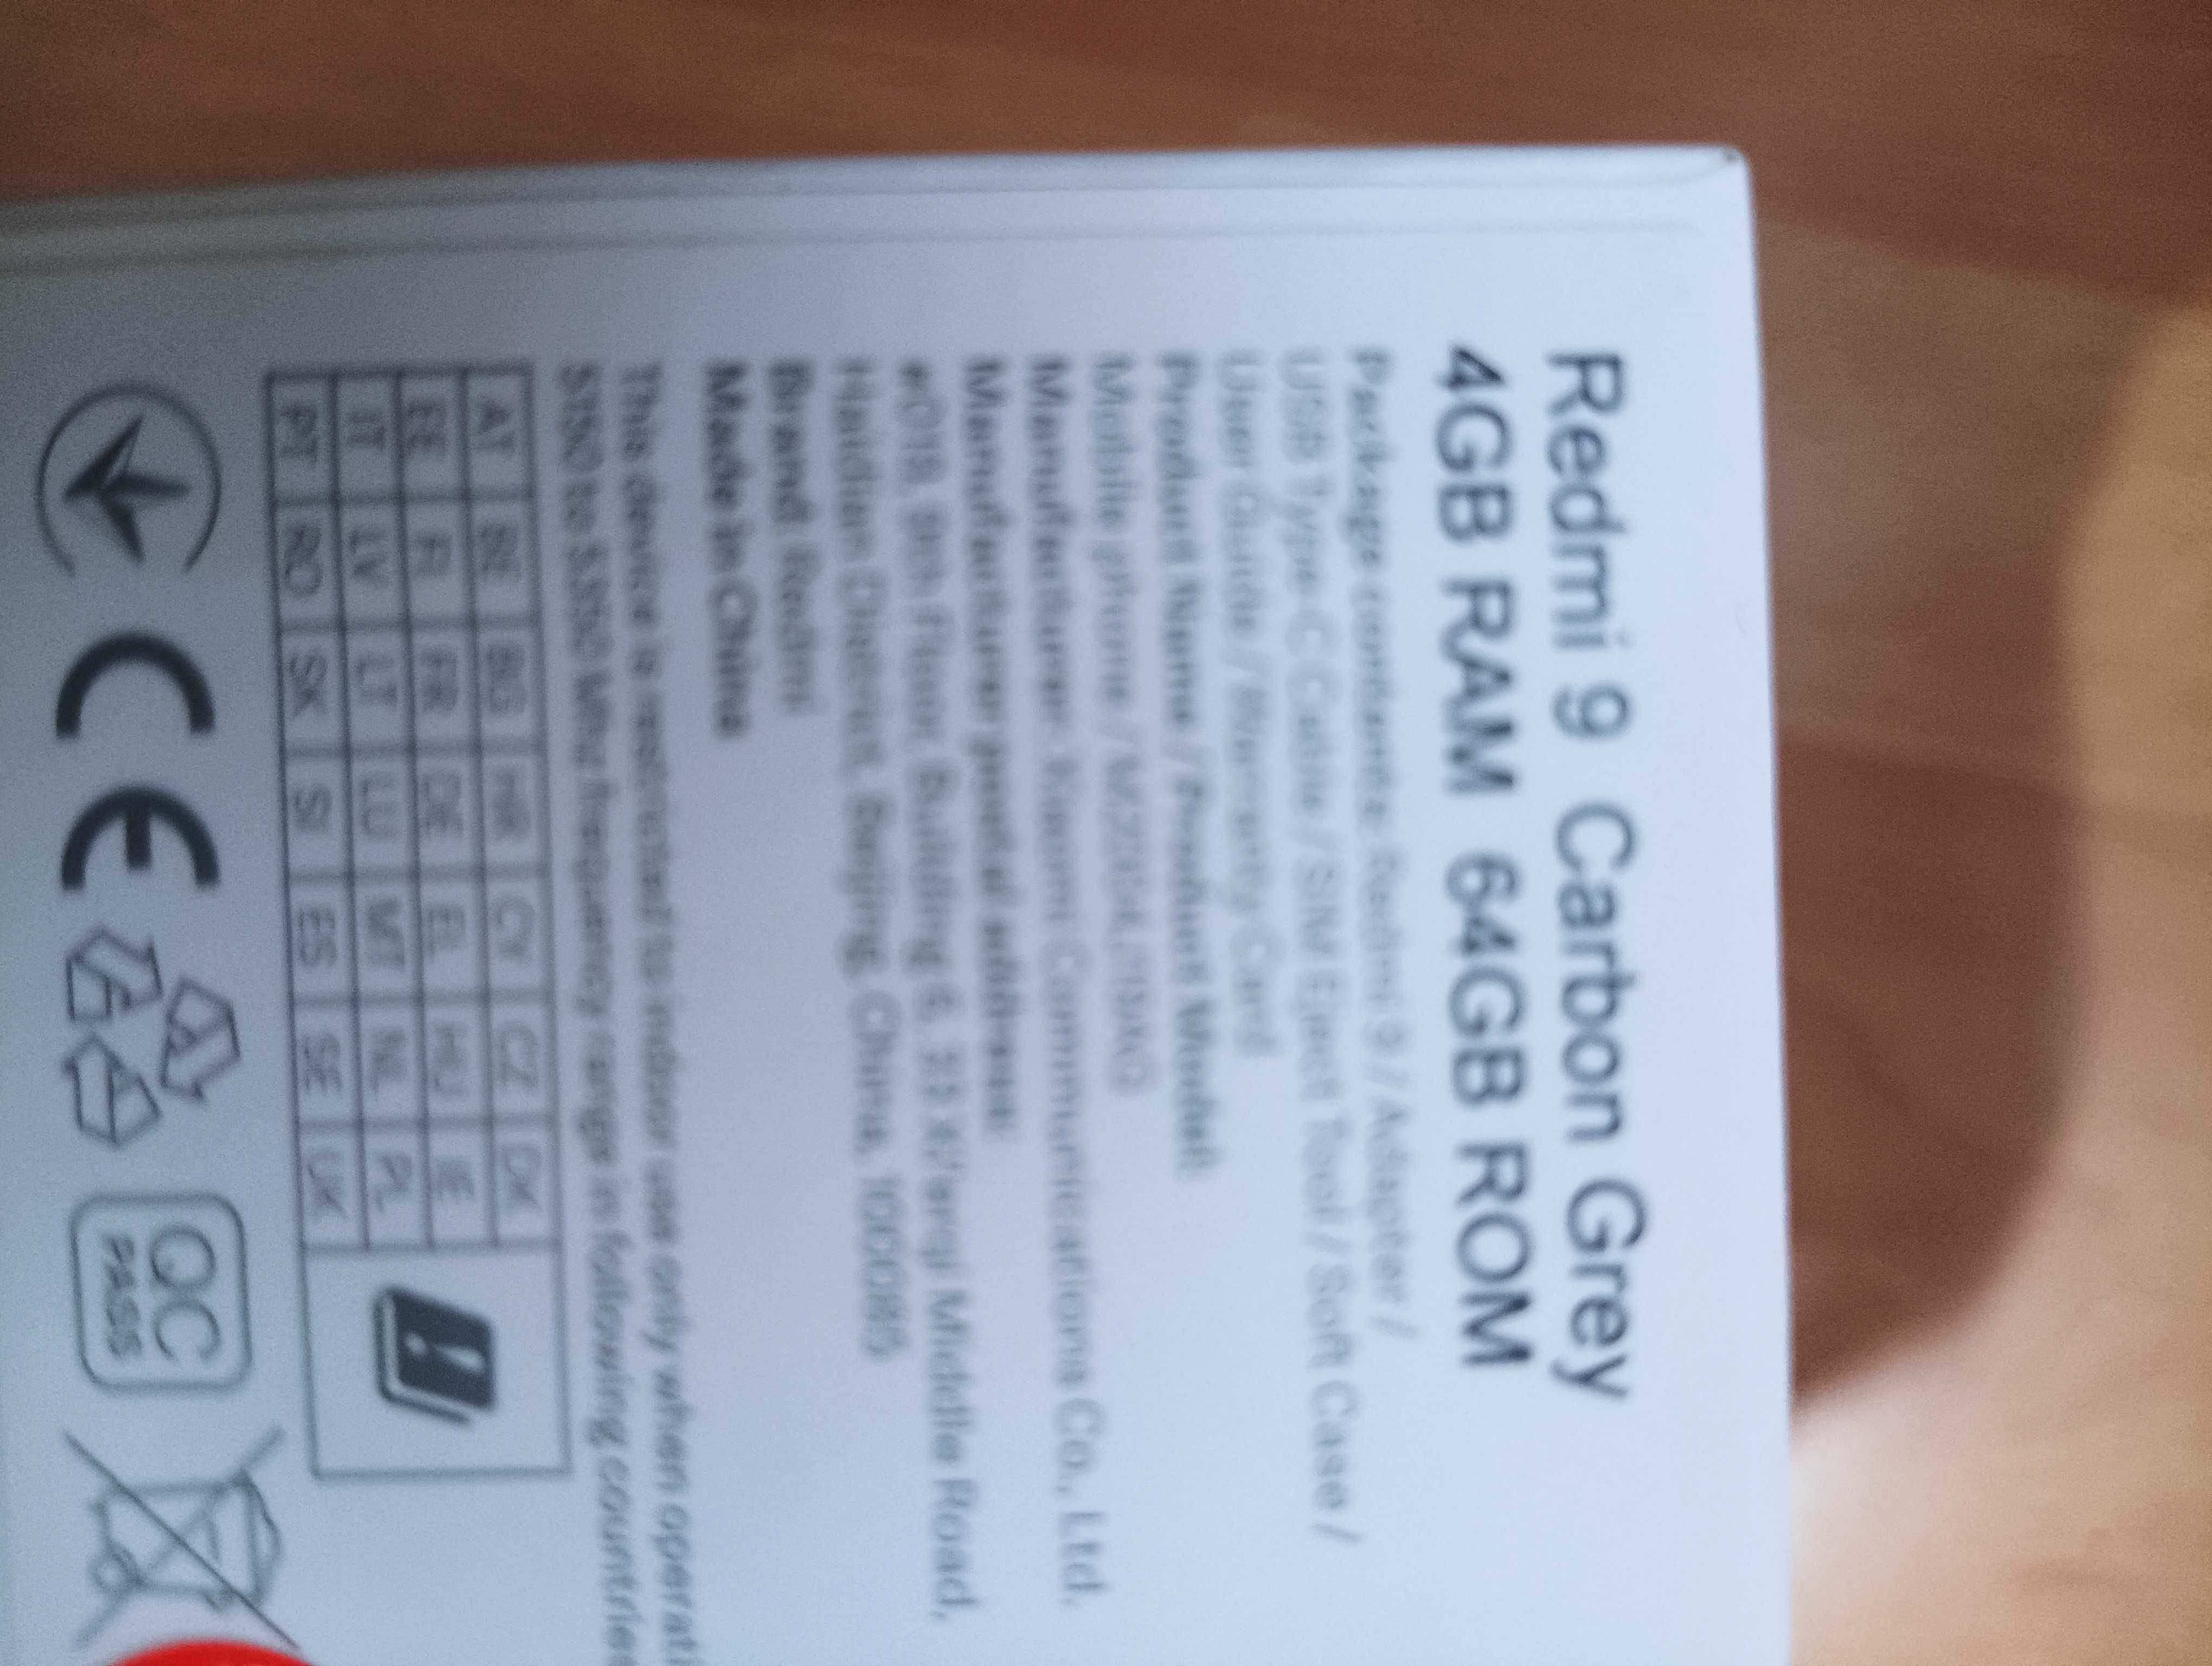 Redmi 9 Carbon Grey
4GB RAM 64GB ROM
Package contents: Redmi 9 / Adapter /
USB Type-C Cable / SIM Eject Tool / Soft Case /
User Guide / Warranty Card
Product Name / Product Model:
Mobile phone /
Manufacturer: Xiaomi Communications Co., Ltd.
Manufacturer postal address:
#019, 9th Floor, Building 6, 33 Xi'erqi Middle Road,
Haidian District, Beijing, China, 100085
Brand: Redmi
Made in China
The device is restricted to indoor use only when operati
5150 to 5350 MHz frequency range in following countries
AT BE BG HR CY CZ DK
EE FI FR DE EL HU IE
IT LV LT LU MT NL PL
PT RO SK SI ES SE UK
CE
QC
PASS